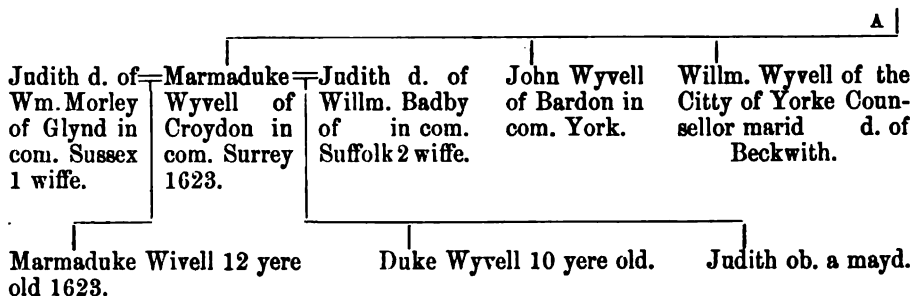 A
Judith d. of
Wm. Morley
of Glynd in
com. Sussex
1 wiffe.
Marmaduke
Wyvell of
Croydon in
com. Surrey
1623.
Judith d. of
Willm. Badby
of in com.
Suffolk 2 wiffe.
John Wyvell
of Bardon in
com. York.
Willm. Wyvell of the
Citty of Yorke Coun-
sellor marid d. of
Beckwith.
Marmaduke Wivell 12 yere
old 1623.
Duke Wyvell 10 yere old.
Judith ob. a mayd.